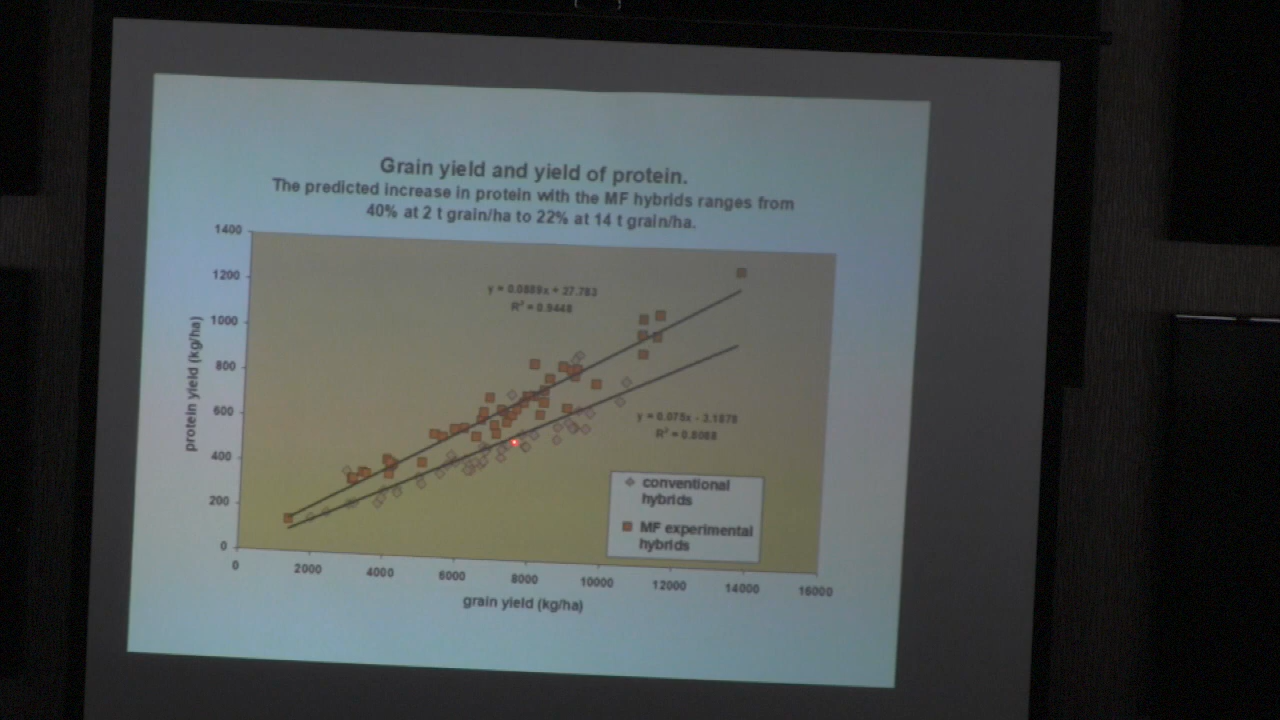 Grain yield and yield of protein.
The predicted increase in protein with the MF hybrids ranges from
40% at 2 t grain/ha to 22% at 14 t grain/ha.
1400
1200
1000
800
600
400
200
0
protein yield (kg/ha)
y = 0.0889x + 27.783
R² = 0.9448
y = 0.075x - 3.1878
R² = 0.8088
conventional
hybrids
MF experimental
hybrids
0 2000 4000 6000 8000 10000 12000 14000 16000
grain yield (kg/ha)